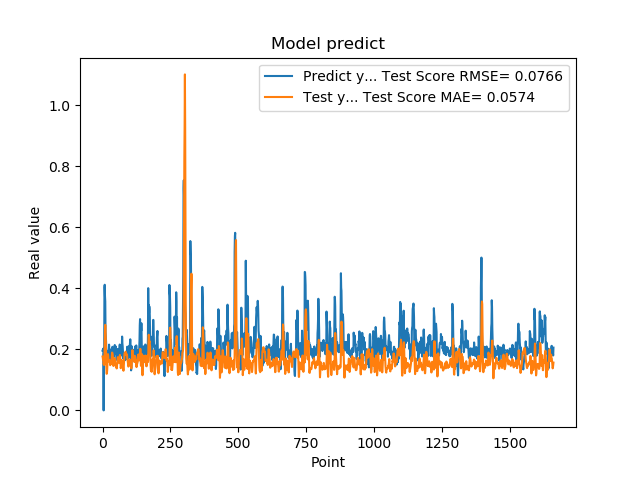 Model predict
Predict y... Test Score RMSE= 0.0766
Test y... Test Score MAE= 0.0574
Real value
1.0
0.8
0.6
0.4
0.2
0.0
0 250 500 750 1000 1250 1500
Point